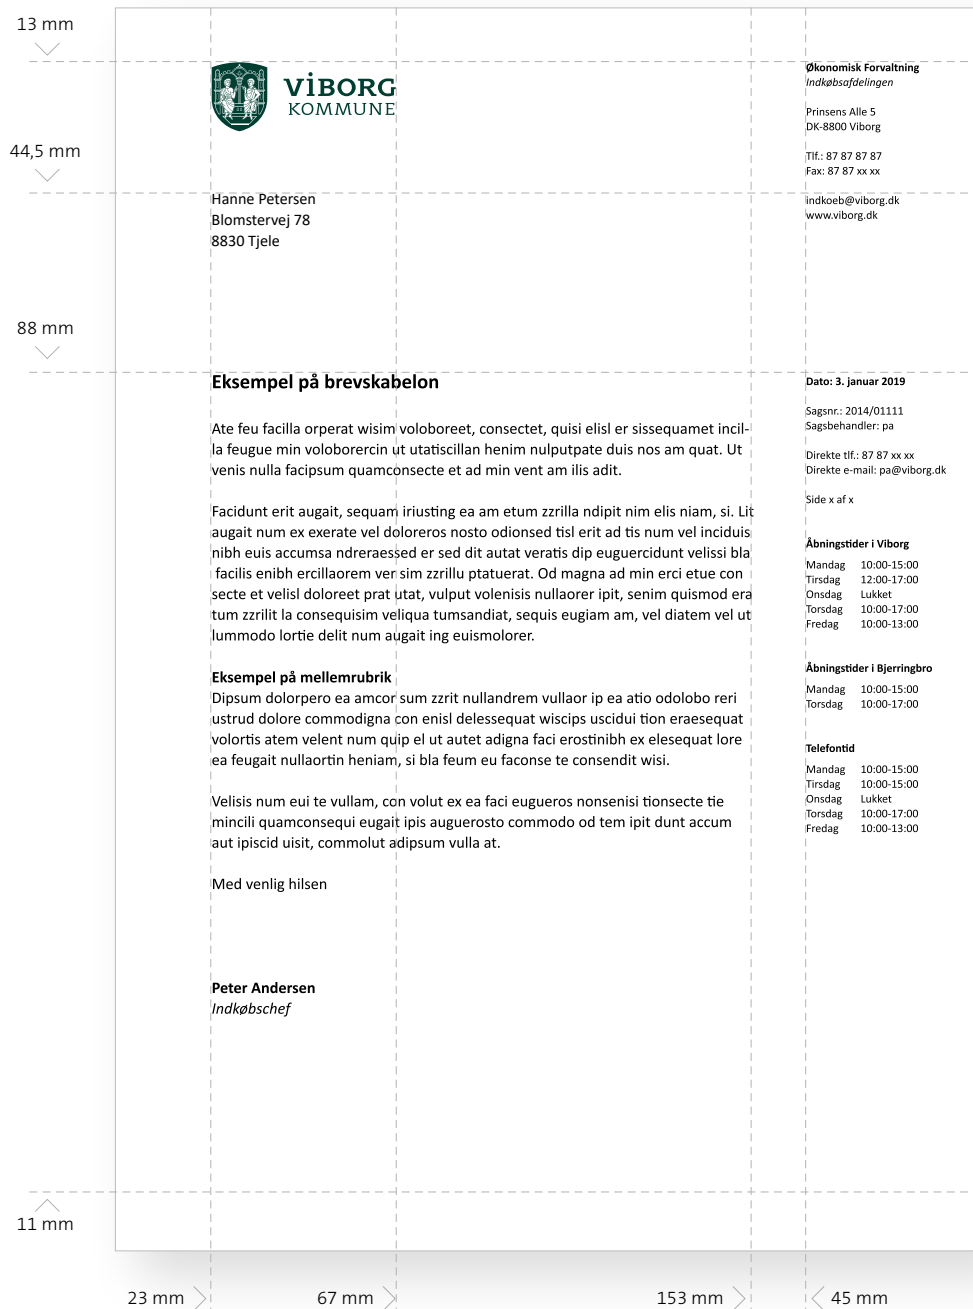 13 mm
44,5 mm
88 mm
11 mm
VIBORG
KOMMUNE
Hanne Petersen
Blomstervej 78
8830 Tjele
Økonomisk Forvaltning
Indkøbsafdelingen
Prinsens Alle 5
DK-8800 Viborg
Tlf.: 87 87 87 87
Fax: 87 87 xx xx
indkoeb@viborg.dk
www.viborg.dk
Eksempel på brevskabelon
Ate feu facilla orperat wisim voloboreet, consectet, quisi elisl er sissequamet incil-
la feugue min voloborercin ut utatiscillan henim nulputpate duis nos am quat. Ut
venis nulla facipsum quamconsecte et ad min vent am ilis adit.
Facidunt erit augait, sequam iriusting ea am etum zzrilla ndipit nim elis niam, si. Lit
augait num ex exerate vel doloreros nosto odionsed tisl erit ad tis num vel inciduis
nibh euis accumsa ndreraessed er sed dit autat veratis dip euguercidunt velissi bla
facilis enibh ercillaorem ver sim zzrillu ptatuerat. Od magna ad min erci etue con
secte et velisl doloreet prat utat, vulput volenisis nullaorer ipit, senim quismod era
tum zzrilit la consequisim veliqua tumsandiat, sequis eugiam am, vel diatem vel ut
lummodo lortie delit num augait ing euismolorer.
Eksempel på mellemrubrik
Dipsum dolorpero ea amcor sum zzrit nullandrem vullaor ip ea atio odolobo reri
ustrud dolore commodigna con enisl delessequat wiscips uscidui tion eraesequat
volortis atem velent num quip el ut autet adigna faci erostinibh ex elesequat lore
ea feugait nullaortin heniam, si bla feum eu faconse te consendit wisi.
Velisis num eui te vullam, con volut ex ea faci eugueros nonsenisi tionsecte tie
mincili quamconsequi eugait ipis auguerosto commodo od tem ipit dunt accum
aut ipiscid uisit, commolut adipsum vulla at.
Med venlig hilsen
Peter Andersen
Indkøbschef
Dato: 3. januar 2019
Sagsnr.: 2014/01111
Sagsbehandler: pa
Direkte tlf.: 87 87 xx xx
Direkte e-mail: pa@viborg.dk
Side x af x
Åbningstider i Viborg
Mandag 10:00-15:00
Tirsdag 12:00-17:00
Onsdag Lukket
Torsdag 10:00-17:00
Fredag 10:00-13:00
Åbningstider i Bjerringbro
Mandag 10:00-15:00
Torsdag 10:00-17:00
Telefontid
Mandag 10:00-15:00
Tirsdag 10:00-15:00
Onsdag Lukket
Torsdag 10:00-17:00
Fredag 10:00-13:00
23 mm
67 mm
153 mm
45 mm